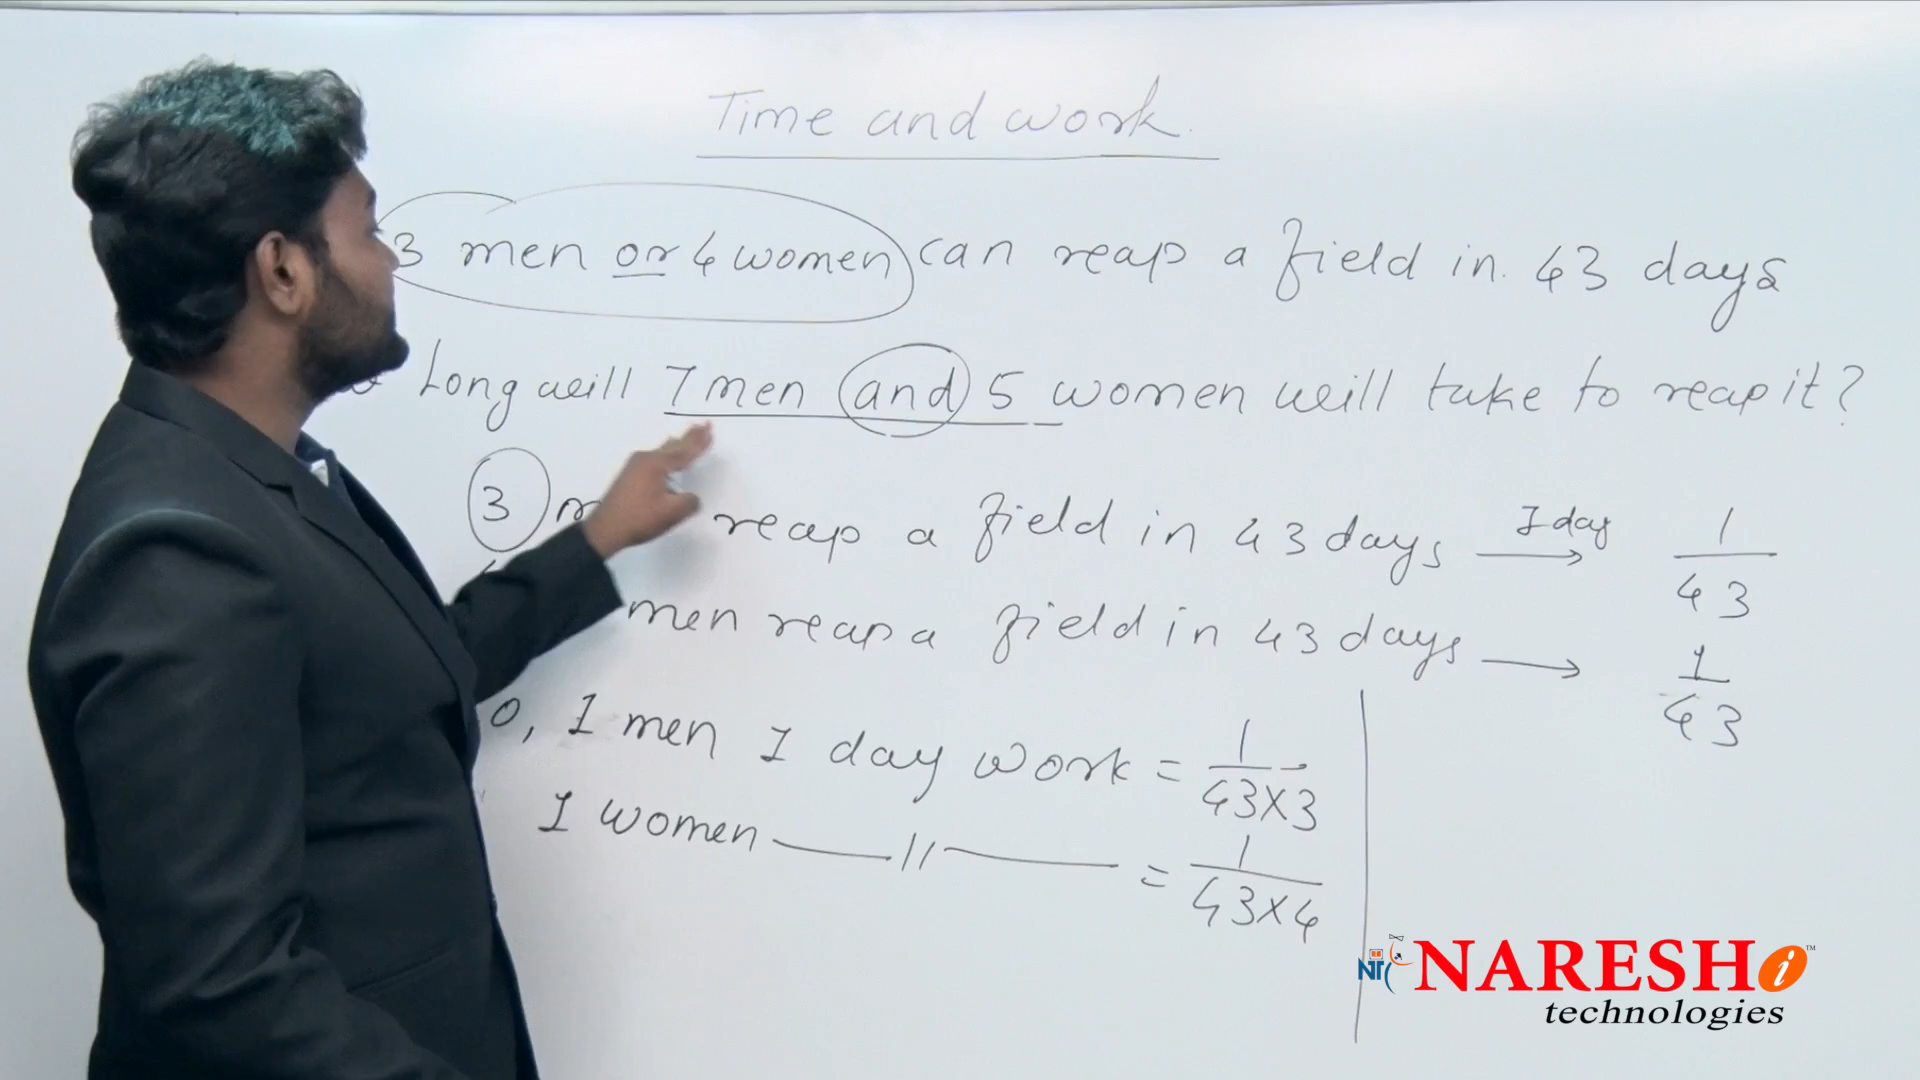 Time and work.
3 men or 4 women can reap a field in 43 days
Long will 7 men and 5 women will take to reap it?
3 reap a field in 43 days 1 day 1/43
men reap a field in 43 days 1/43
1 men 1 day work = 1/43×3
1 women —— 11 —— = 1/43×4
NT
NARESH i ™
technologies